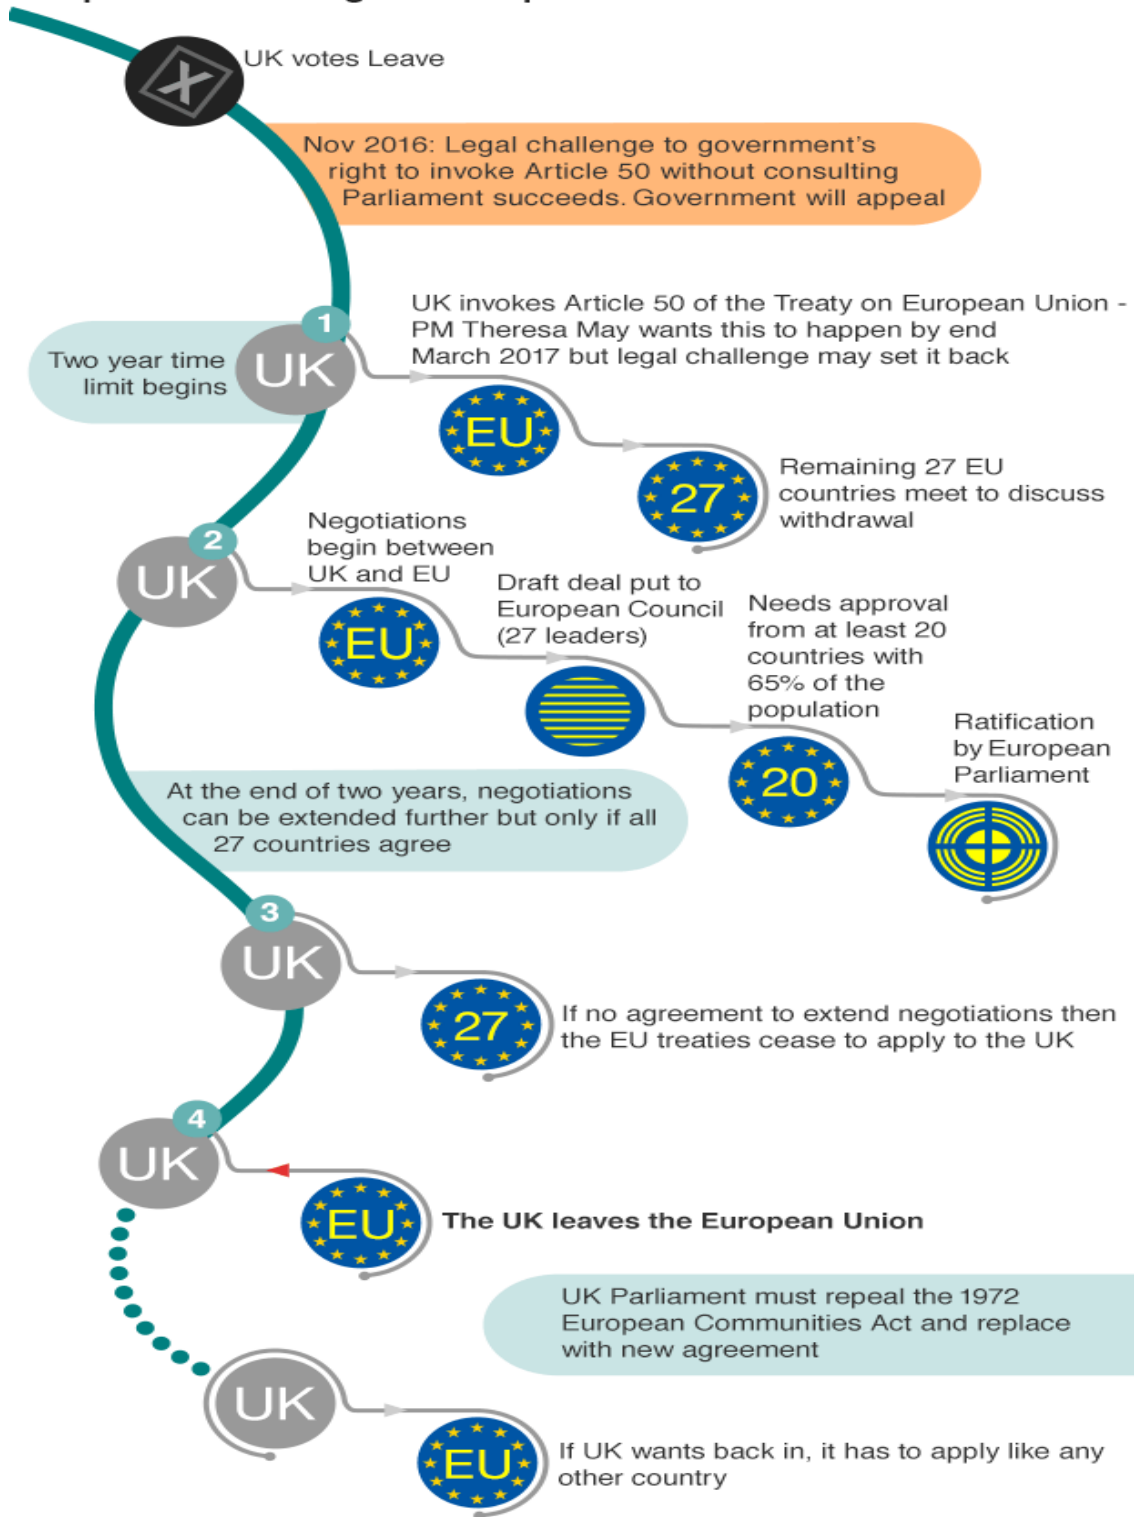 UK votes Leave
Nov 2016: Legal challenge to government's
right to invoke Article 50 without consulting
Parliament succeeds. Government will appeal
1
UK
Two year time
limit begins
UK invokes Article 50 of the Treaty on European Union -
PM Theresa May wants this to happen by end
March 2017 but legal challenge may set it back
EU
27
Remaining 27 EU
countries meet to discuss
withdrawal
2
UK
Negotiations
begin between
UK and EU
EU
Draft deal put to
European Council
(27 leaders)
Needs approval
from at least 20
countries with
65% of the
population
20
Ratification
by European
Parliament
At the end of two years, negotiations
can be extended further but only if all
27 countries agree
3
UK
27
If no agreement to extend negotiations then
the EU treaties cease to apply to the UK
4
UK
EU
The UK leaves the European Union
UK Parliament must repeal the 1972
European Communities Act and replace
with new agreement
UK
EU
If UK wants back in, it has to apply like any
other country